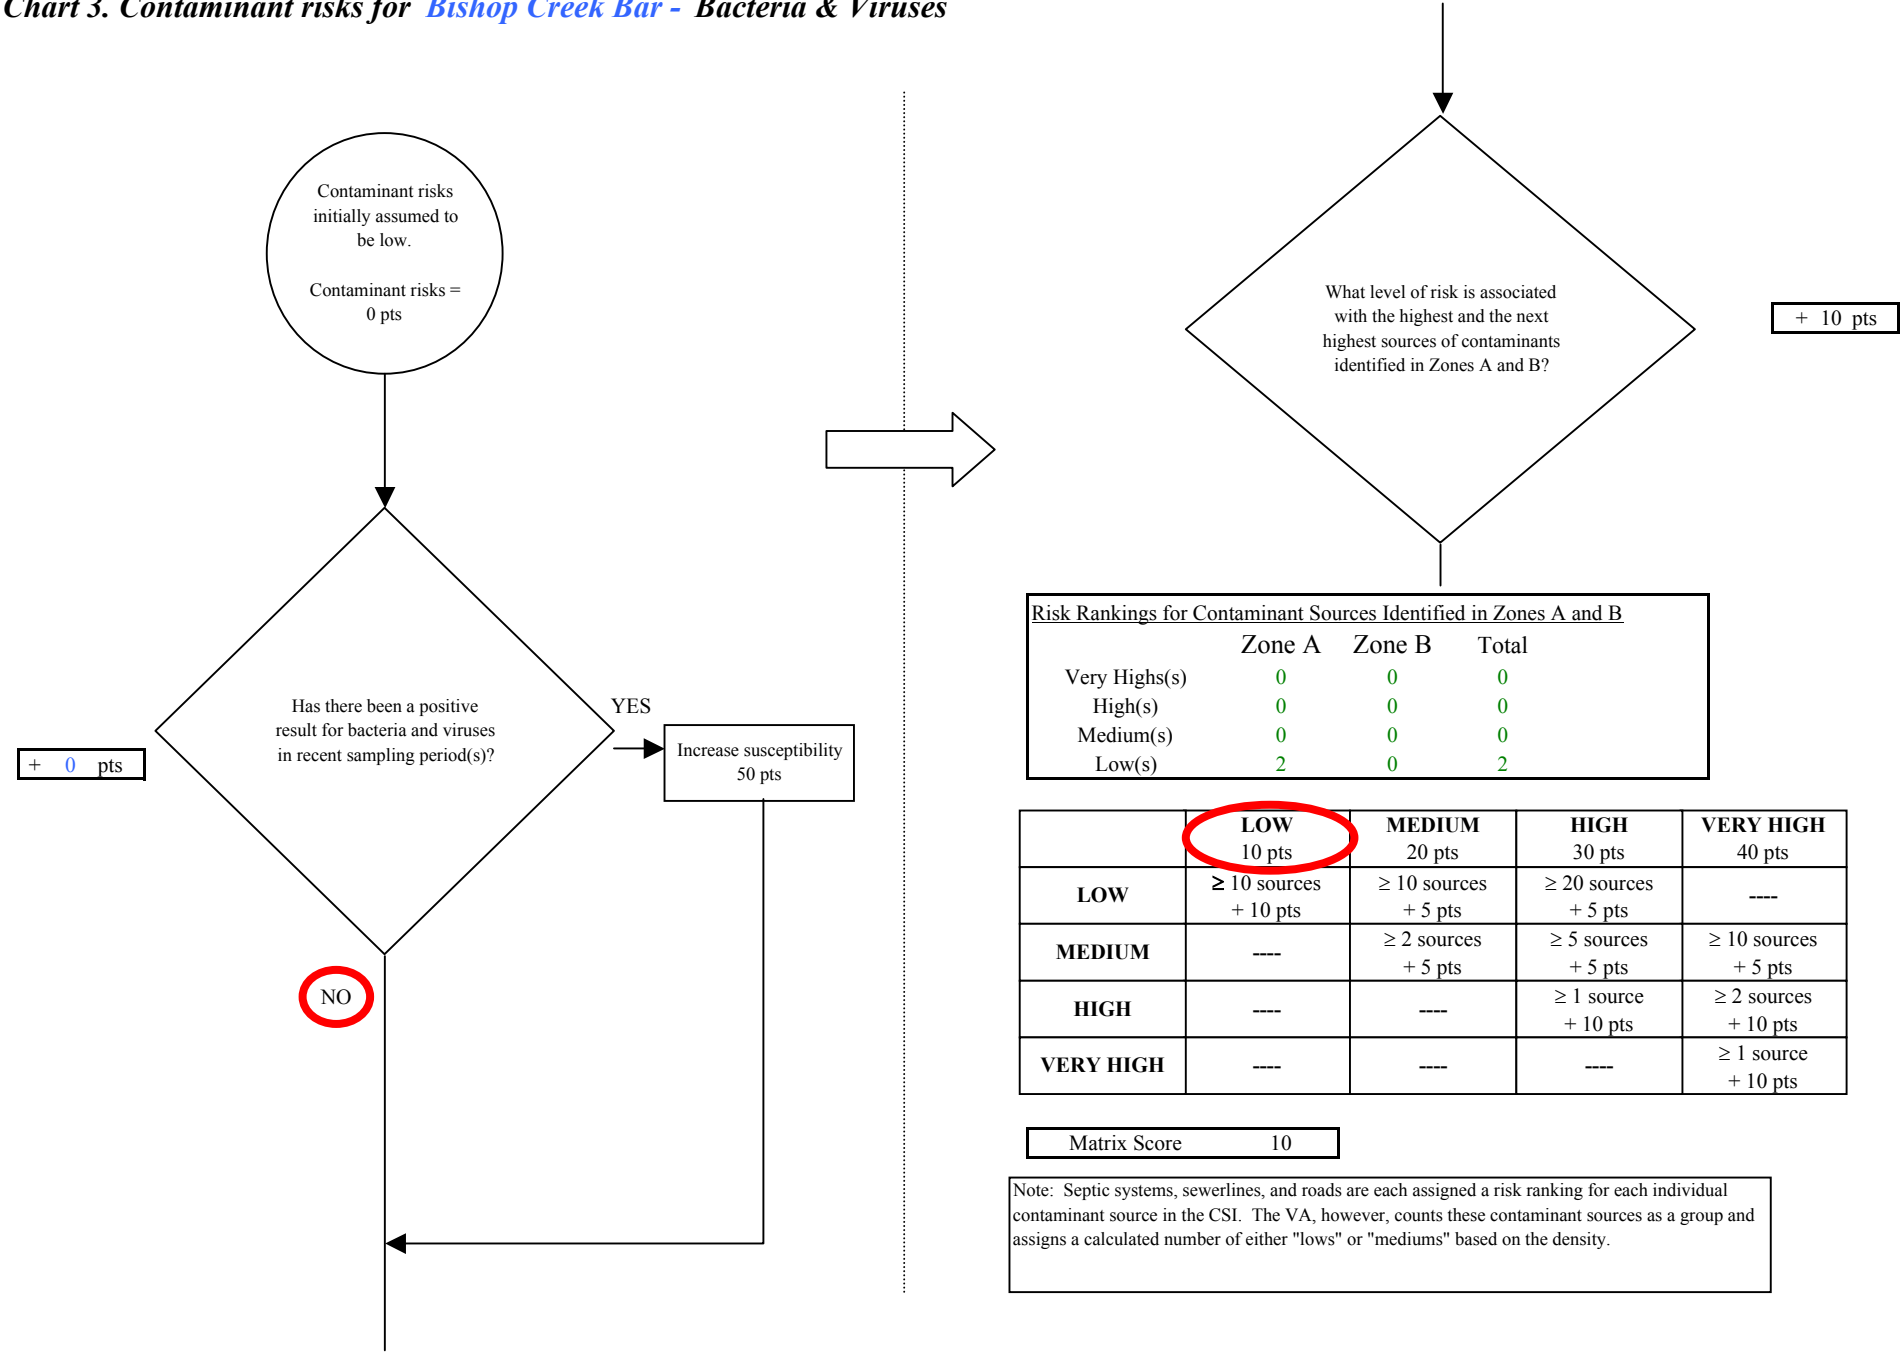 Chart 3. Contaminant risks for Bishop Creek Bar - Bacteria & Viruses
Contaminant risks
initially assumed to
be low.
Contaminant risks =
0 pts
Has there been a positive
result for bacteria and viruses
in recent sampling period(s)?
+ 0 pts
YES
Increase susceptibility
50 pts
NO
What level of risk is associated
with the highest and the next
highest sources of contaminants
identified in Zones A and B?
+ 10 pts
Risk Rankings for Contaminant Sources Identified in Zones A and B
Zone A Zone B Total
Very Highs(s) 0 0 0
High(s) 0 0 0
Medium(s) 0 0 0
Low(s) 2 0 2
LOW MEDIUM HIGH VERY HIGH
10 pts 20 pts 30 pts 40 pts
LOW ≥ 10 sources ≥ 10 sources ≥ 20 sources ----
+ 10 pts + 5 pts + 5 pts
MEDIUM ---- ≥ 2 sources ≥ 5 sources ≥ 10 sources
+ 5 pts + 5 pts + 5 pts
HIGH ---- ---- ≥ 1 source ≥ 2 sources
+ 10 pts + 10 pts
VERY HIGH ---- ---- ---- ≥ 1 source
+ 10 pts
Matrix Score 10
Note: Septic systems, sewerlines, and roads are each assigned a risk ranking for each individual
contaminant source in the CSI. The VA, however, counts these contaminant sources as a group and
assigns a calculated number of either "lows" or "mediums" based on the density.